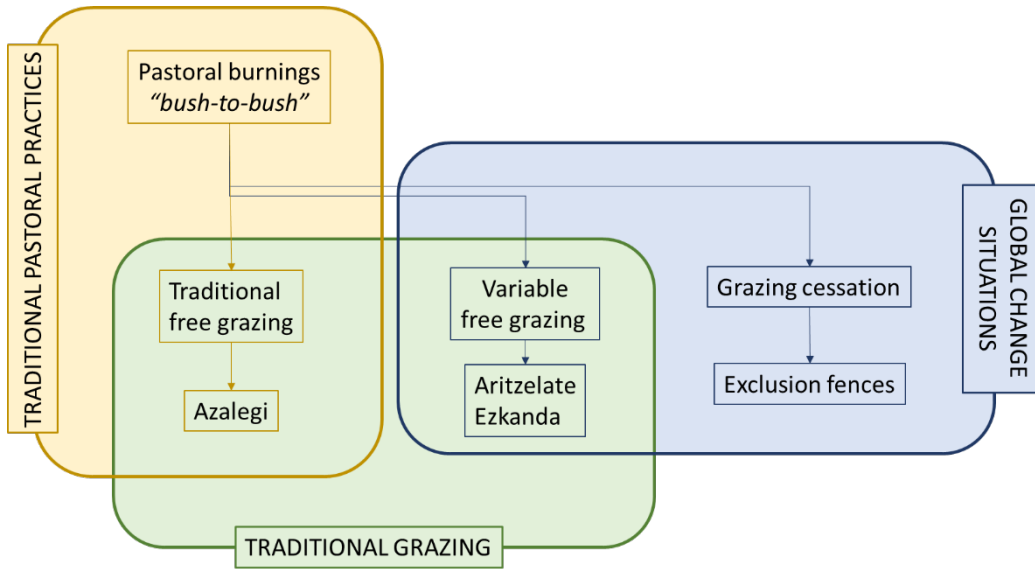 TRADITIONAL PASTORAL PRACTICES
Pastoral burnings
“bush-to-bush”
GLOBAL CHANGE
SITUATIONS
Traditional
free grazing
Variable
free grazing
Grazing cessation
Azalegi
Aritzelate
Ezkanda
Exclusion fences
TRADITIONAL GRAZING